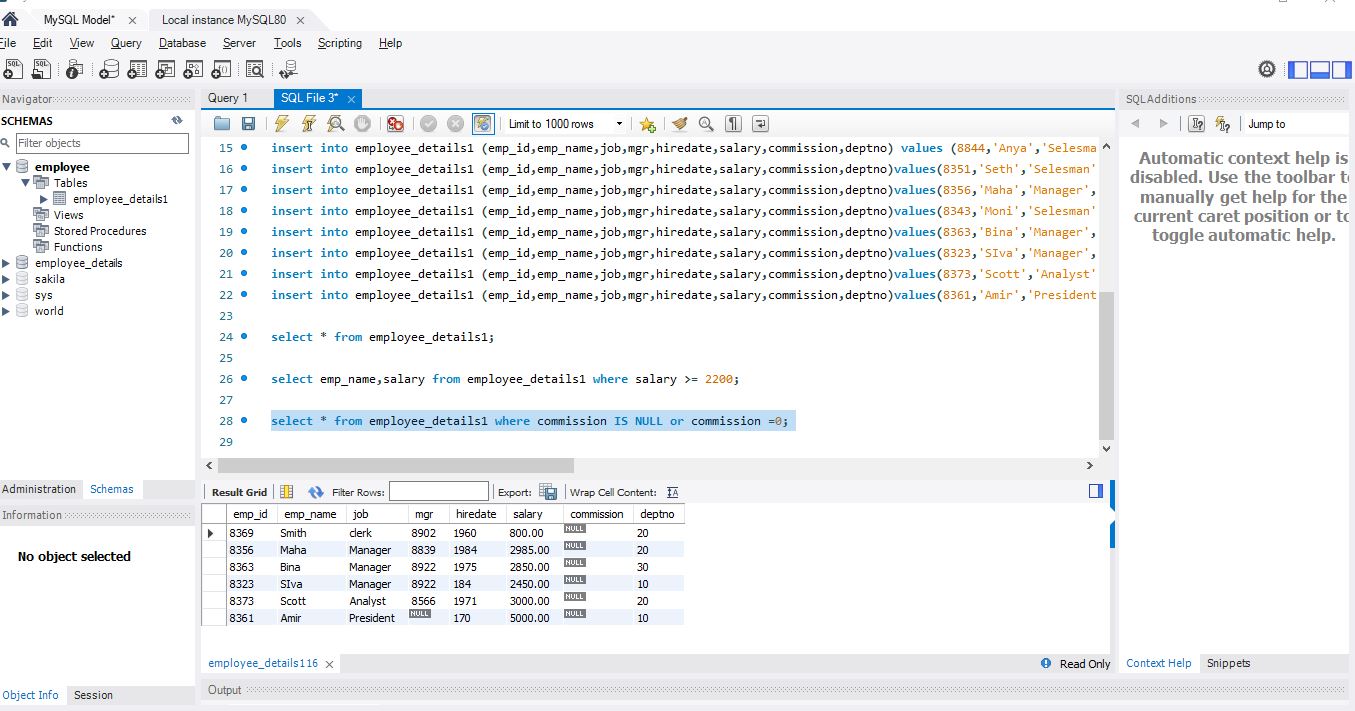 MySQL Model*
Local instance MySQL80
File Edit View Query Database Server Tools Scripting Help
Navigator
SCHEMAS
Filter objects
employee
Tables
employee_details1
Views
Stored Procedures
Functions
employee_details
sakila
sys
world
Administration Schemas
Information
No object selected
Object Info Session
Query 1 SQL File 3*
Limit to 1000 rows
15 insert into employee_details1 (emp_id,emp_name,job,mgr,hiredate,salary,commission,deptno) values (8844,'Anya','Selesma
16 insert into employee_details1 (emp_id,emp_name,job,mgr,hiredate,salary,commission,deptno)values(8351,'Seth','Selesman'
17 insert into employee_details1 (emp_id,emp_name,job,mgr,hiredate,salary,commission,deptno)values(8356,'Maha','Manager',
18 insert into employee_details1 (emp_id,emp_name,job,mgr,hiredate,salary,commission,deptno)values(8343,'Moni','Selesman'
19 insert into employee_details1 (emp_id,emp_name,job,mgr,hiredate,salary,commission,deptno)values(8363,'Bina','Manager',
20 insert into employee_details1 (emp_id,emp_name,job,mgr,hiredate,salary,commission,deptno)values(8323,'SIva','Manager',
21 insert into employee_details1 (emp_id,emp_name,job,mgr,hiredate,salary,commission,deptno)values(8373,'Scott','Analyst'
22 insert into employee_details1 (emp_id,emp_name,job,mgr,hiredate,salary,commission,deptno)values(8361,'Amir','President
23
24 select * from employee_details1;
25
26 select emp_name,salary from employee_details1 where salary >= 2200;
27
28 select * from employee_details1 where commission IS NULL or commission =0;
29
Result Grid Filter Rows: Export: Wrap Cell Content:
emp_id emp_name job mgr hiredate salary commission deptno
8369 Smith clerk 8902 1960 800.00 NULL 20
8356 Maha Manager 8839 1984 2985.00 NULL 20
8363 Bina Manager 8922 1975 2850.00 NULL 30
8323 SIva Manager 8922 184 2450.00 NULL 10
8373 Scott Analyst 8566 1971 3000.00 NULL 20
8361 Amir President NULL 170 5000.00 NULL 10
employee_details116
Read Only
Output
SQLAdditions
Jump to
Automatic context help is
disabled. Use the toolbar to
manually get help for the
current caret position or to
toggle automatic help.
Context Help Snippets